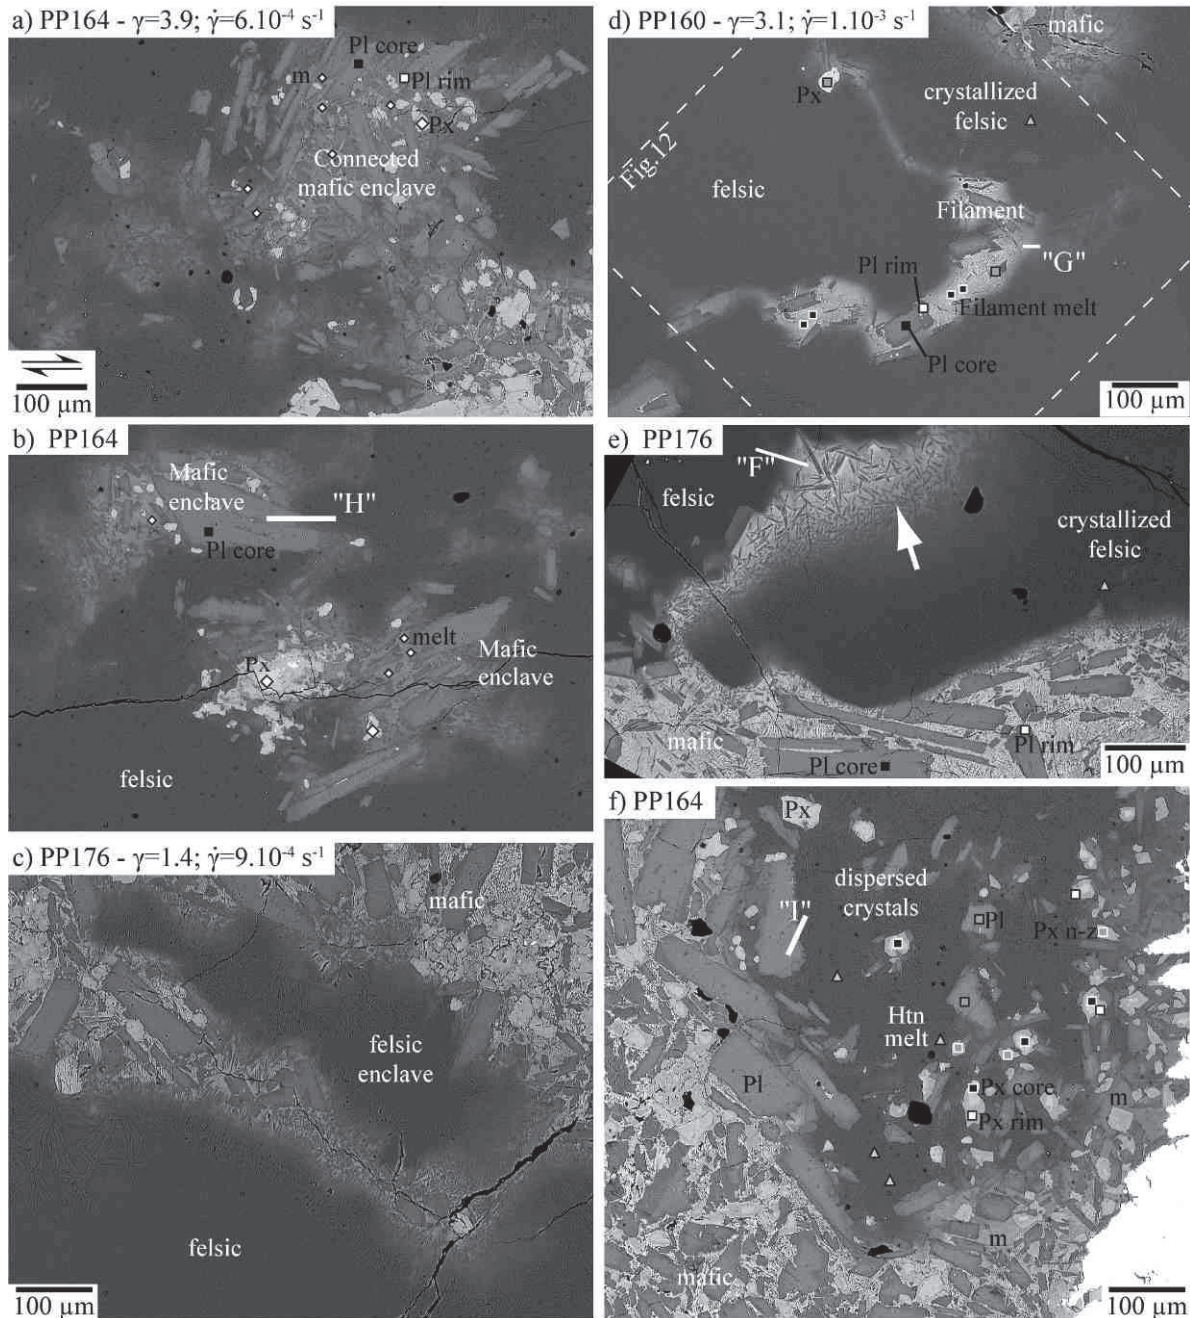 a) PP164 - γ=3.9; γ̇=6.10⁻⁴ s⁻¹
Pl core
m
Pl rim
Px
Connected
mafic enclave
100 µm
b) PP164
Mafic
enclave
"H"
Pl core
melt
Px
Mafic
enclave
felsic
c) PP176 - γ=1.4; γ̇=9.10⁻⁴ s⁻¹
mafic
felsic
enclave
felsic
100 µm
d) PP160 - γ=3.1; γ̇=1.10⁻³ s⁻¹
mafic
Px
crystallized
felsic
Fig.12
felsic
Filament
"G"
Pl rim
Filament melt
Pl core
100 µm
e) PP176
"F"
felsic
crystallized
felsic
mafic
Pl rim
Pl core
100 µm
f) PP164
Px
dispersed
crystals
"I"
Pl
Px n-z
Htn
melt
Pl
Px core
m
Px rim
m
mafic
100 µm